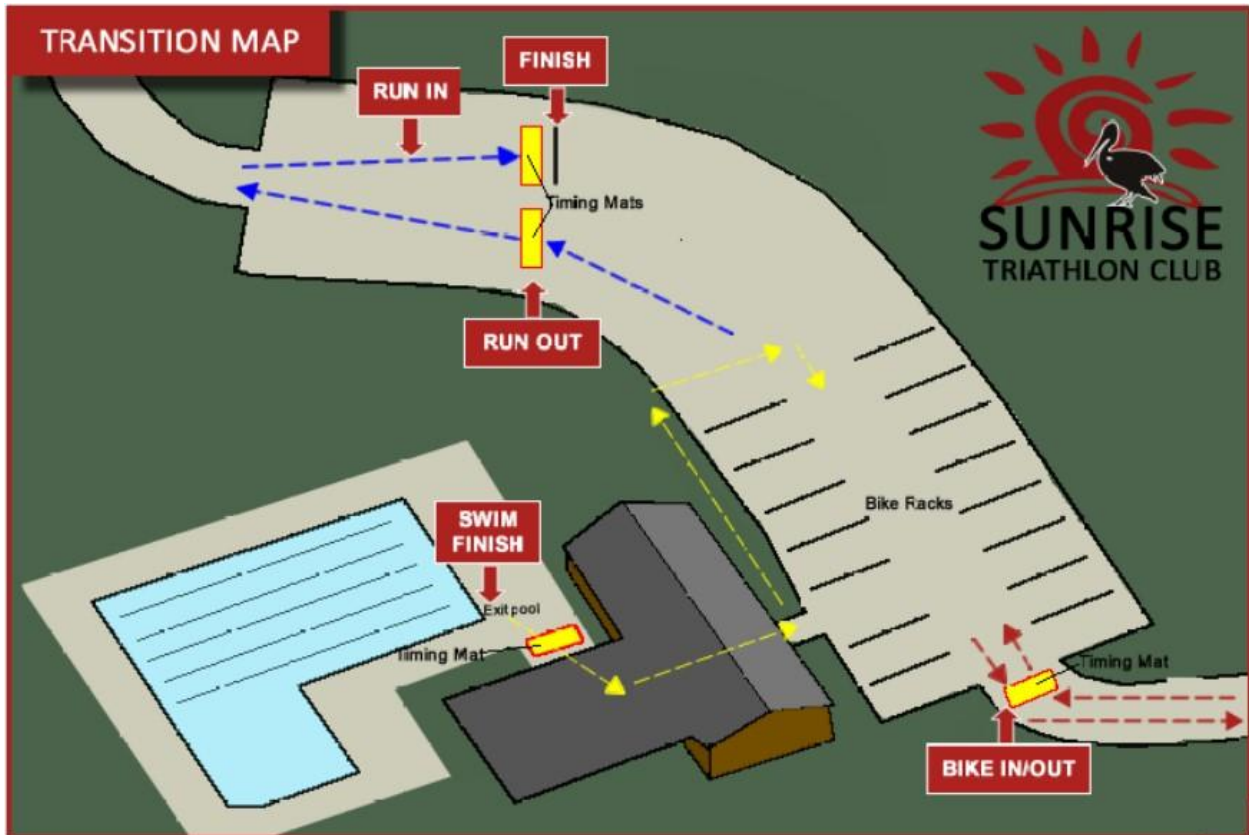 TRANSITION MAP
FINISH
RUN IN
Timing Mats
SUNRISE
TRIATHLON CLUB
RUN OUT
Bike Racks
SWIM
FINISH
Exit pool
Timing Mat
Timing Mat
BIKE IN/OUT